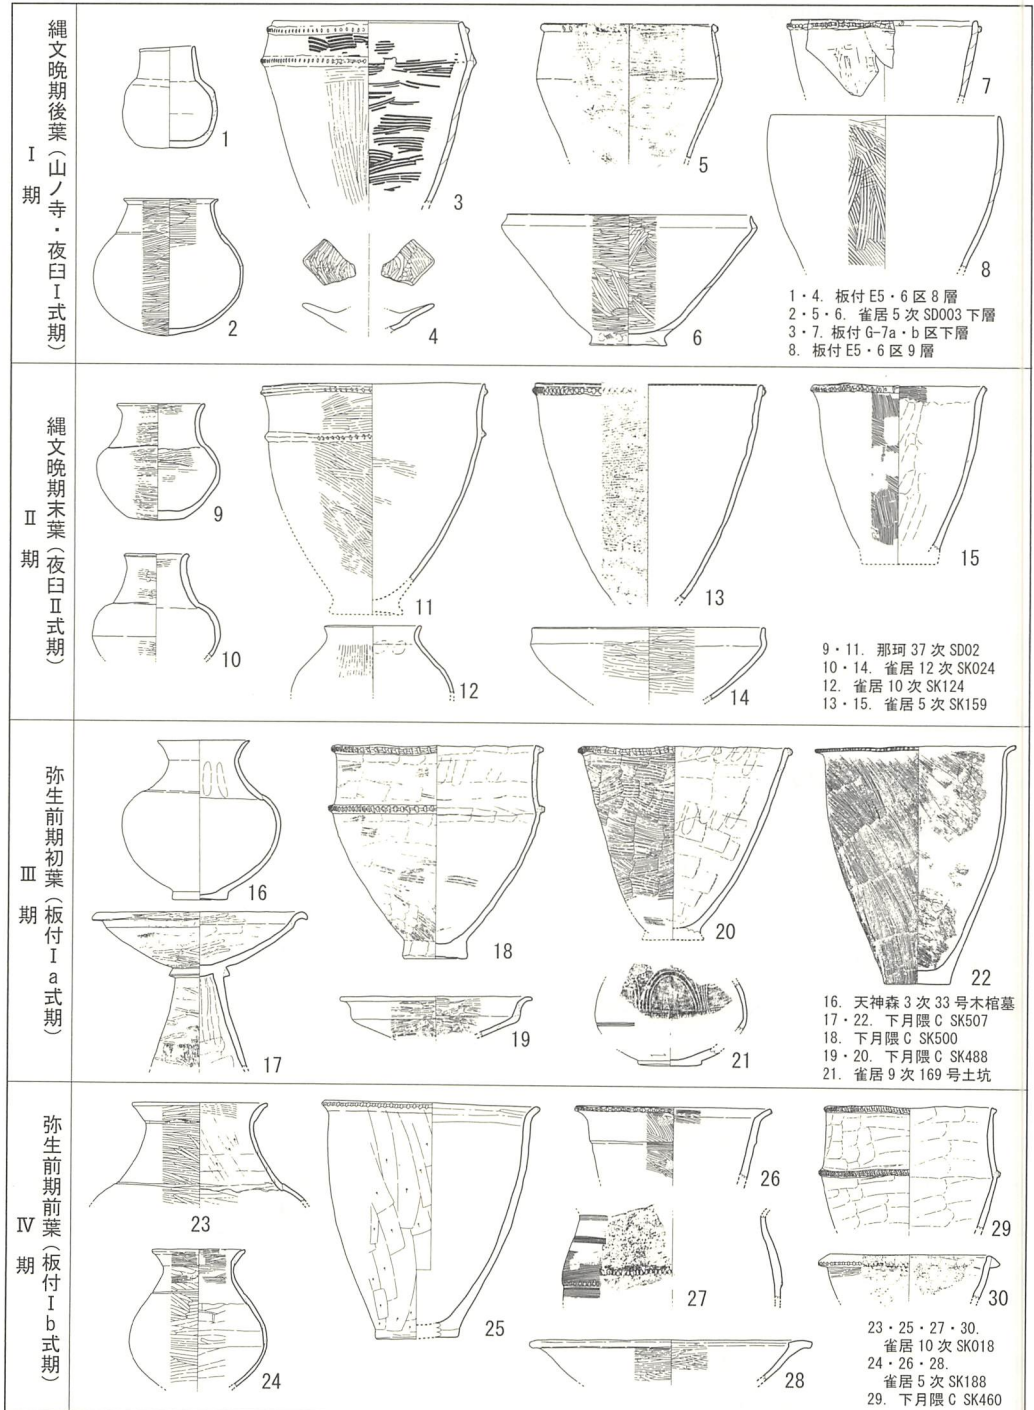 縄文晩期後葉（山ノ寺・夜臼Ⅰ式期）
Ⅰ期
1
2
3
4
5
6
7
8
1・4. 板付 E5・6 区 8 層
2・5・6. 雀居 5 次 SD003 下層
3・7. 板付 G-7a・b 区下層
8. 板付 E5・6 区 9 層
縄文晩期末葉（夜臼Ⅱ式期）
Ⅱ期
9
10
11
12
13
14
15
9・11. 那珂 37 次 SD02
10・14. 雀居 12 次 SK024
12. 雀居 10 次 SK124
13・15. 雀居 5 次 SK159
弥生前期初葉（板付Ⅰa式期）
Ⅲ期
16
17
18
19
20
21
22
16. 天神森 3 次 33 号木棺墓
17・22. 下月隈 C SK507
18. 下月隈 C SK500
19・20. 下月隈 C SK488
21. 雀居 9 次 169 号土坑
弥生前期前葉（板付Ⅰb式期）
Ⅳ期
23
24
25
26
27
28
29
30
23・25・27・30.
雀居 10 次 SK018
24・26・28.
雀居 5 次 SK188
29. 下月隈 C SK460